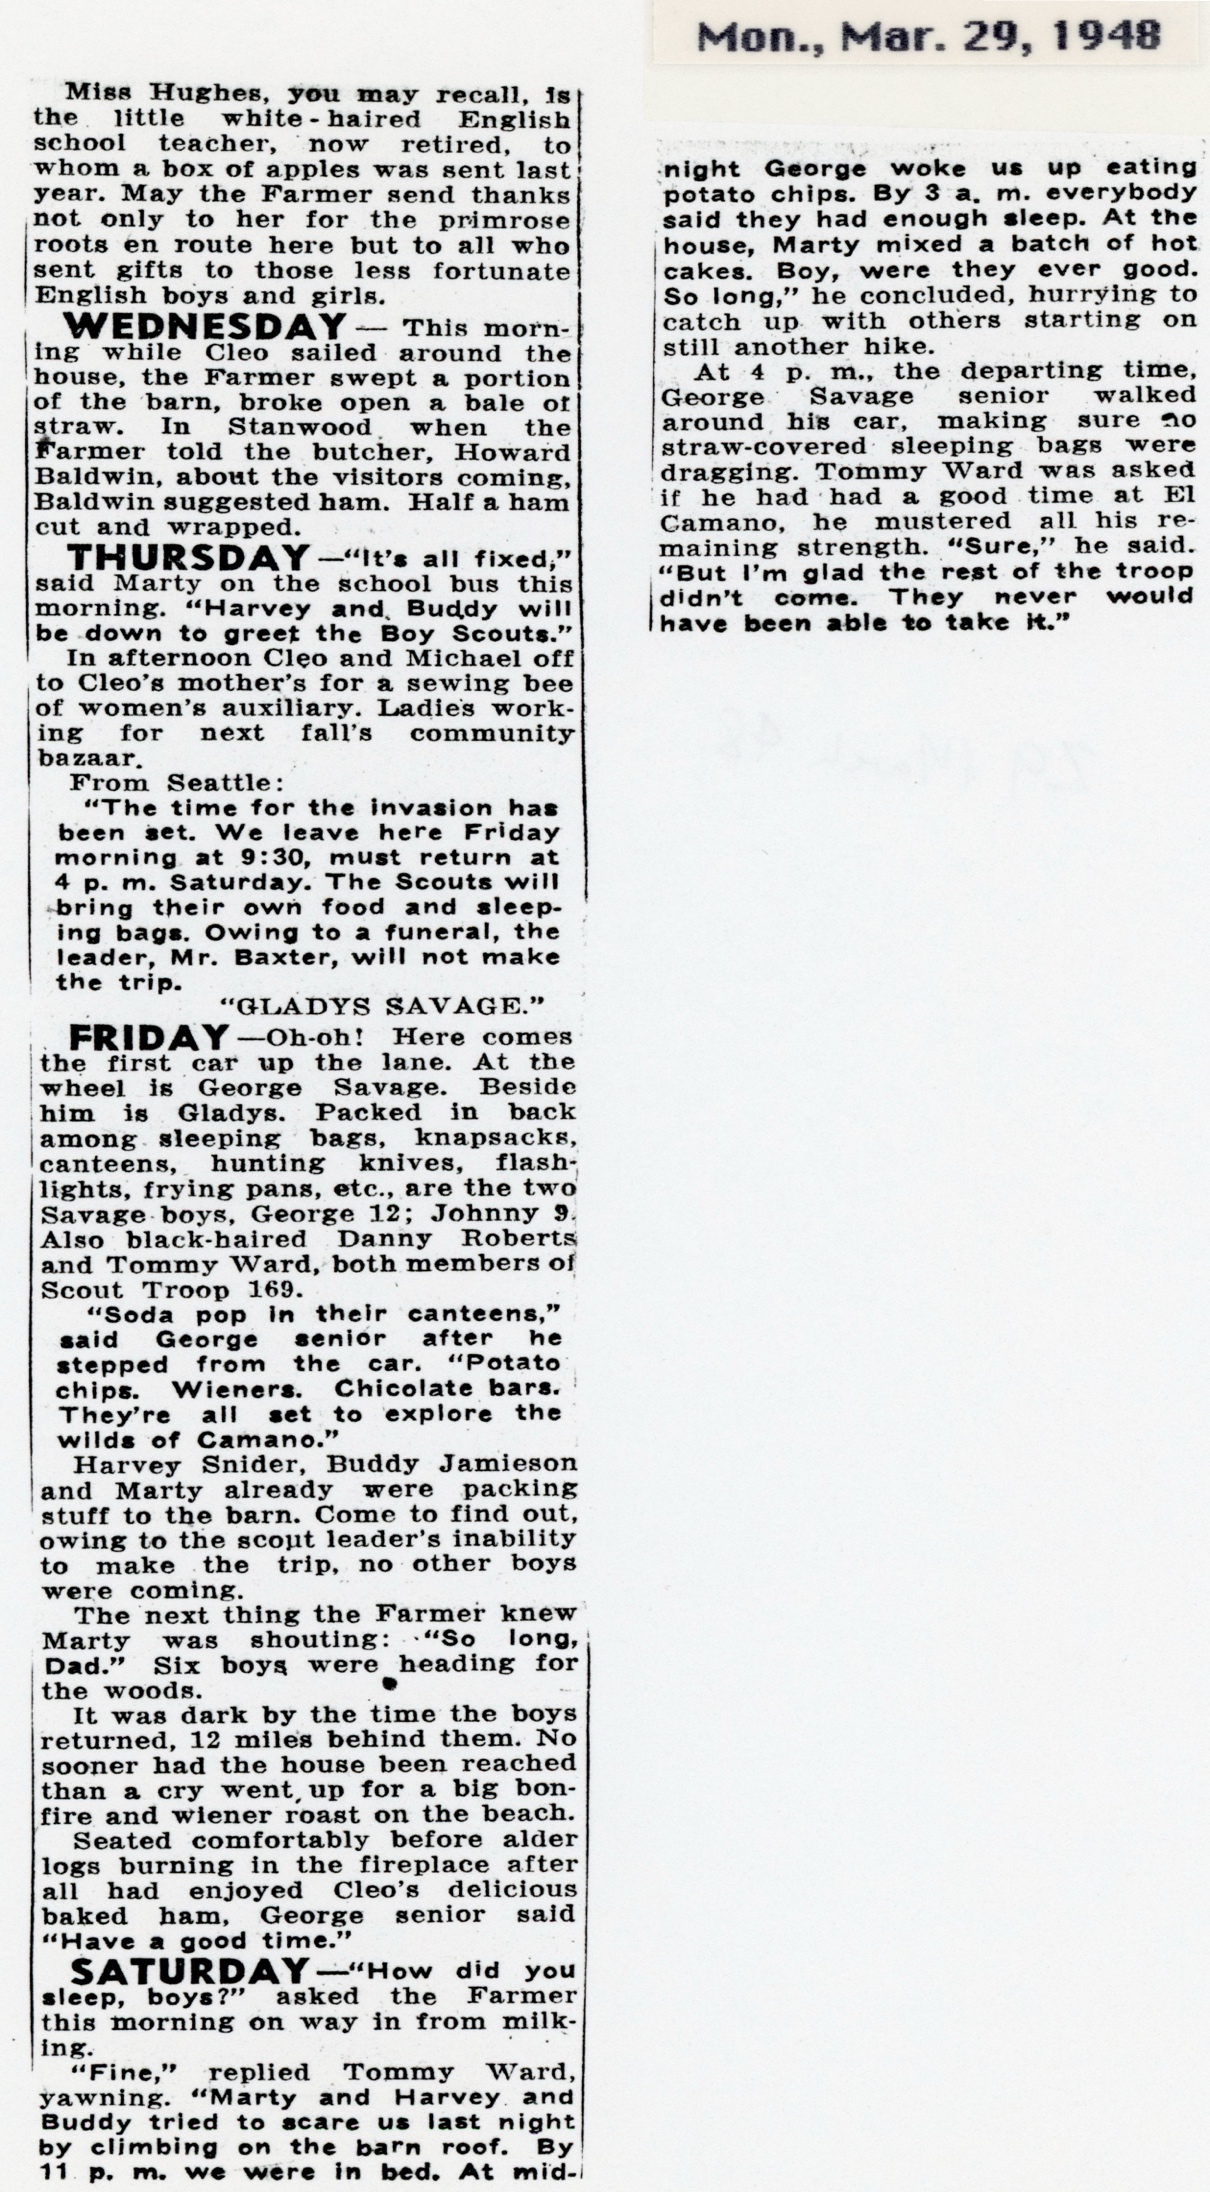 Mon., Mar. 29, 1948
Miss Hughes, you may recall, is
the little white-haired English
school teacher, now retired, to
whom a box of apples was sent last
year. May the Farmer send thanks
not only to her for the primrose
roots en route here but to all who
sent gifts to those less fortunate
English boys and girls.
WEDNESDAY— This morn-
ing while Cleo sailed around the
house, the Farmer swept a portion
of the barn, broke open a bale of
straw. In Stanwood when the
Farmer told the butcher, Howard
Baldwin, about the visitors coming,
Baldwin suggested ham. Half a ham
cut and wrapped.
THURSDAY—“It's all fixed,”
said Marty on the school bus this
morning. “Harvey and Buddy will
be down to greet the Boy Scouts.”
In afternoon Cleo and Michael off
to Cleo's mother's for a sewing bee
of women's auxiliary. Ladies work-
ing for next fall's community
bazaar.
From Seattle:
“The time for the invasion has
been set. We leave here Friday
morning at 9:30, must return at
4 p. m. Saturday. The Scouts will
bring their own food and sleep-
ing bags. Owing to a funeral, the
leader, Mr. Baxter, will not make
the trip.
“GLADYS SAVAGE.”
FRIDAY—Oh-oh! Here comes
the first car up the lane. At the
wheel is George Savage. Beside
him is Gladys. Packed in back
among sleeping bags, knapsacks,
canteens, hunting knives, flash-
lights, frying pans, etc., are the two
Savage boys, George 12; Johnny 9.
Also black-haired Danny Roberts
and Tommy Ward, both members of
Scout Troop 169.
“Soda pop in their canteens,”
said George senior after he
stepped from the car. “Potato
chips. Wieners. Chicolate bars.
They're all set to explore the
wilds of Camano.”
Harvey Snider, Buddy Jamieson
and Marty already were packing
stuff to the barn. Come to find out,
owing to the scout leader's inability
to make the trip, no other boys
were coming.
The next thing the Farmer knew
Marty was shouting: “So long,
Dad.” Six boys were heading for
the woods.
It was dark by the time the boys
returned, 12 miles behind them. No
sooner had the house been reached
than a cry went up for a big bon-
fire and wiener roast on the beach.
Seated comfortably before alder
logs burning in the fireplace after
all had enjoyed Cleo's delicious
baked ham, George senior said
“Have a good time.”
SATURDAY—“How did you
sleep, boys?” asked the Farmer
this morning on way in from milk-
ing.
“Fine,” replied Tommy Ward,
yawning. “Marty and Harvey and
Buddy tried to scare us last night
by climbing on the barn roof. By
11 p. m. we were in bed. At mid-
night George woke us up eating
potato chips. By 3 a. m. everybody
said they had enough sleep. At the
house, Marty mixed a batch of hot
cakes. Boy, were they ever good.
So long,” he concluded, hurrying to
catch up with others starting on
still another hike.
At 4 p. m., the departing time,
George Savage senior walked
around his car, making sure no
straw-covered sleeping bags were
dragging. Tommy Ward was asked
if he had had a good time at El
Camano, he mustered all his re-
maining strength. “Sure,” he said.
“But I'm glad the rest of the troop
didn't come. They never would
have been able to take it.”